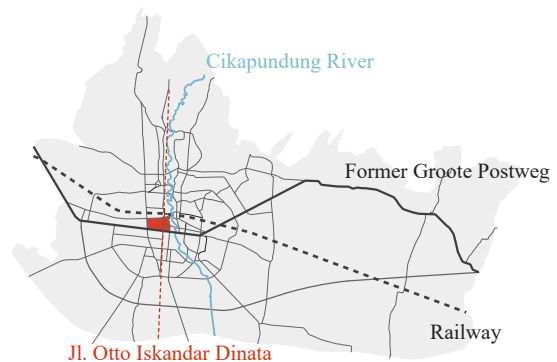 Cikapundung River
Former Groote Postweg
Railway
Jl. Otto Iskandar Dinata